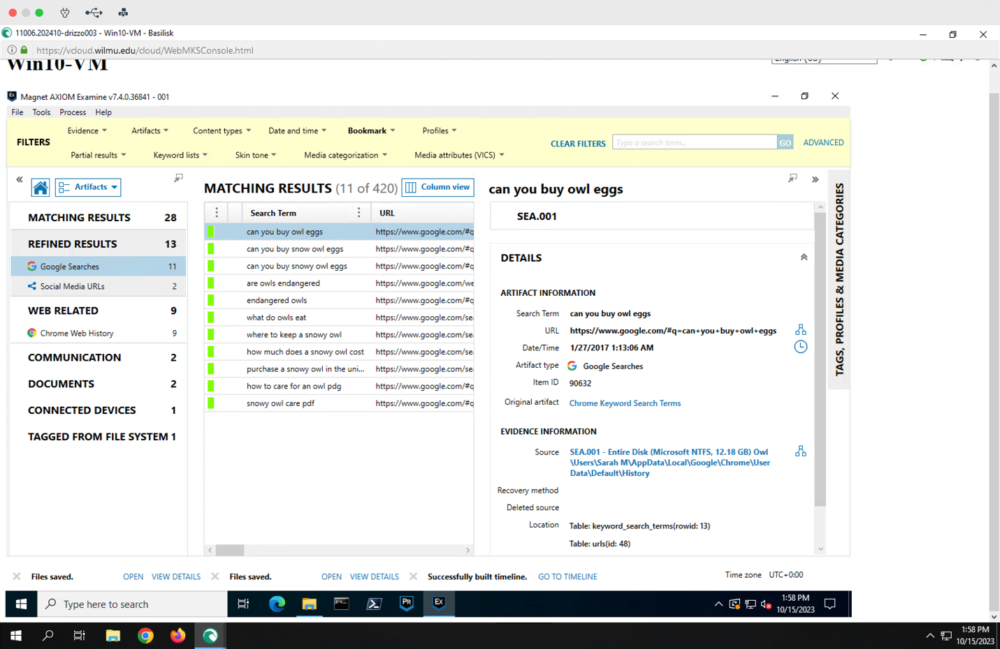 11006.202410-drizzo003 - Win10-VM - Basilisk
https://vcloud.wilmu.edu/cloud/WebMKSConsole.html
Win10-VM
English (US)
Ex
Magnet AXIOM Examine v7.4.0.36841 - 001
File Tools Process Help
FILTERS
Evidence Artifacts Content types Date and time Bookmark Profiles
Partial results Keyword lists Skin tone Media categorization Media attributes (VICS)
CLEAR FILTERS Type a search term... GO ADVANCED
Artifacts
MATCHING RESULTS 28
REFINED RESULTS 13
Google Searches 11
Social Media URLs 2
WEB RELATED 9
Chrome Web History 9
COMMUNICATION 2
DOCUMENTS 2
CONNECTED DEVICES 1
TAGGED FROM FILE SYSTEM 1
MATCHING RESULTS (11 of 420) Column view
Search Term URL
can you buy owl eggs https://www.google.com/#q
can you buy snow owl eggs https://www.google.com/#q
can you buy snowy owl eggs https://www.google.com/#q
are owls endangered https://www.google.com/we
endangered owls https://www.google.com/#q
what do owls eat https://www.google.com/sea
where to keep a snowy owl https://www.google.com/sea
how much does a snowy owl cost https://www.google.com/sea
purchase a snowy owl in the uni... https://www.google.com/sea
how to care for an owl pdg https://www.google.com/#q
snowy owl care pdf https://www.google.com/#q
can you buy owl eggs
SEA.001
DETAILS
ARTIFACT INFORMATION
Search Term can you buy owl eggs
URL https://www.google.com/#q=can+you+buy+owl+eggs
Date/Time 1/27/2017 1:13:06 AM
Artifact type Google Searches
Item ID 90632
Original artifact Chrome Keyword Search Terms
EVIDENCE INFORMATION
Source SEA.001 - Entire Disk (Microsoft NTFS, 12.18 GB) Owl
\Users\Sarah M\AppData\Local\Google\Chrome\User
Data\Default\History
Recovery method
Deleted source
Location Table: keyword_search_terms(rowid: 13)
Table: urls(id: 48)
TAGS, PROFILES & MEDIA CATEGORIES
Files saved. OPEN VIEW DETAILS Files saved. OPEN VIEW DETAILS Successfully built timeline. GO TO TIMELINE
Time zone UTC+0:00
Type here to search
PR
EX
1:58 PM
10/15/2023
1:58 PM
10/15/2023